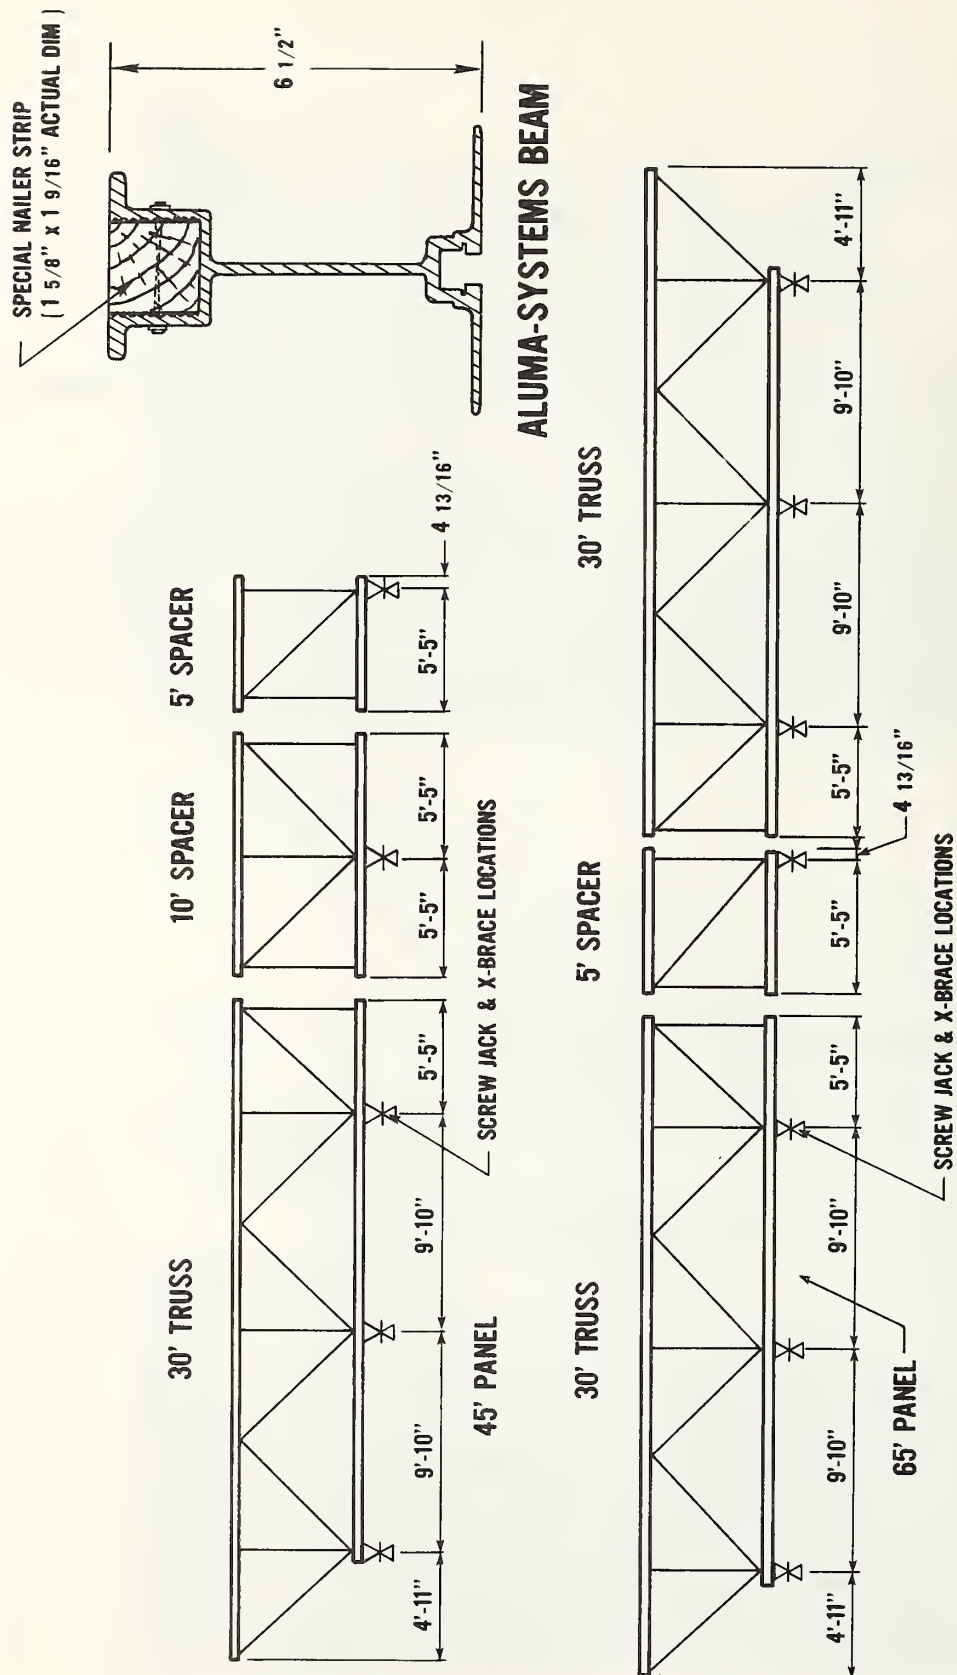 SPECIAL NAILER STRIP
(1 5/8" x 1 9/16" ACTUAL DIM)
6 1/2"
ALUMA-SYSTEMS BEAM
30' TRUSS
10' SPACER
5' SPACER
4'-11"
9'-10"
9'-10"
5'-5"
5'-5"
5'-5"
5'-5"
4 13/16"
45' PANEL
SCREW JACK & X-BRACE LOCATIONS
30' TRUSS
5' SPACER
30' TRUSS
4'-11"
9'-10"
9'-10"
5'-5"
5'-5"
4 13/16"
5'-5"
9'-10"
9'-10"
4'-11"
65' PANEL
SCREW JACK & X-BRACE LOCATIONS